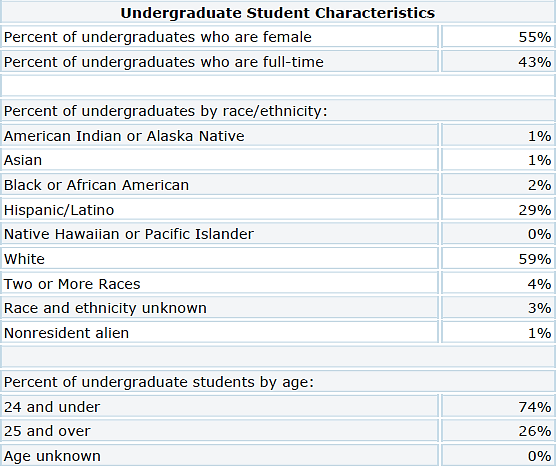 Undergraduate Student Characteristics
Percent of undergraduates who are female 55%
Percent of undergraduates who are full-time 43%
Percent of undergraduates by race/ethnicity:
American Indian or Alaska Native 1%
Asian 1%
Black or African American 2%
Hispanic/Latino 29%
Native Hawaiian or Pacific Islander 0%
White 59%
Two or More Races 4%
Race and ethnicity unknown 3%
Nonresident alien 1%
Percent of undergraduate students by age:
24 and under 74%
25 and over 26%
Age unknown 0%